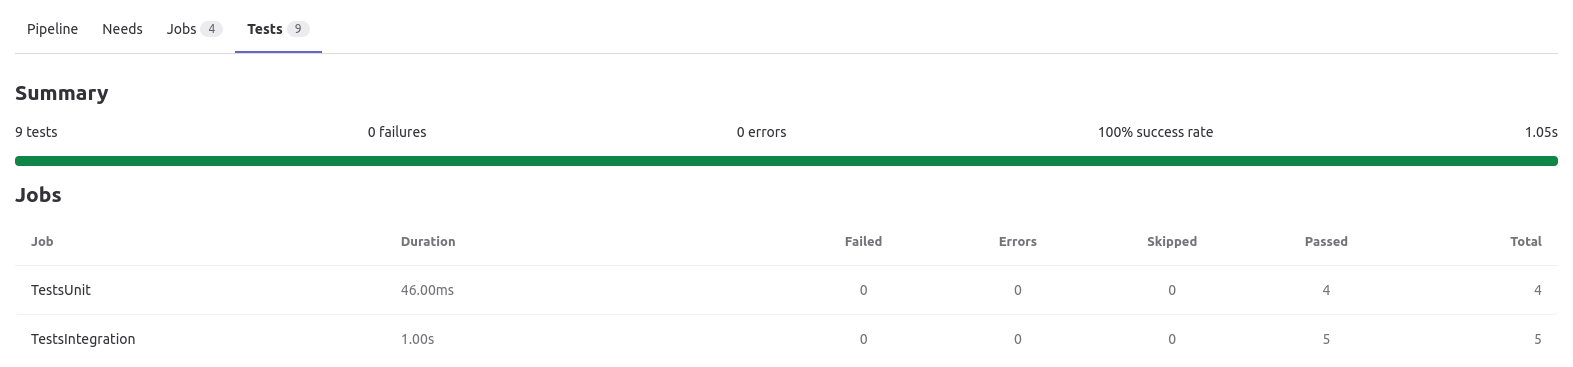 Pipeline Needs Jobs 4 Tests 9
Summary
9 tests 0 failures 0 errors 100% success rate 1.05s
Jobs
Job Duration Failed Errors Skipped Passed Total
TestsUnit 46.00ms 0 0 0 4 4
TestsIntegration 1.00s 0 0 0 5 5